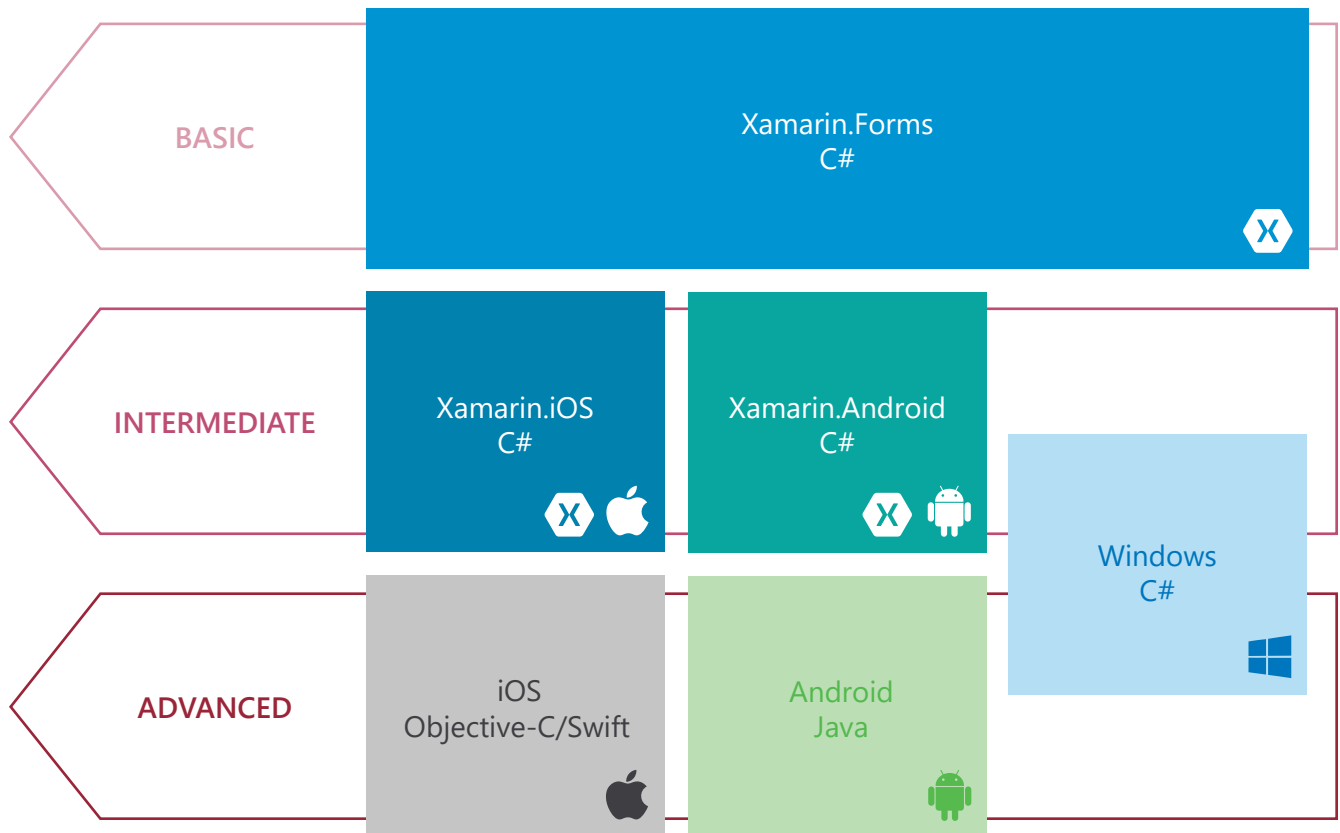 BASIC
Xamarin.Forms
C#
INTERMEDIATE
Xamarin.iOS
C#
Xamarin.Android
C#
Windows
C#
ADVANCED
iOS
Objective-C/Swift
Android
Java